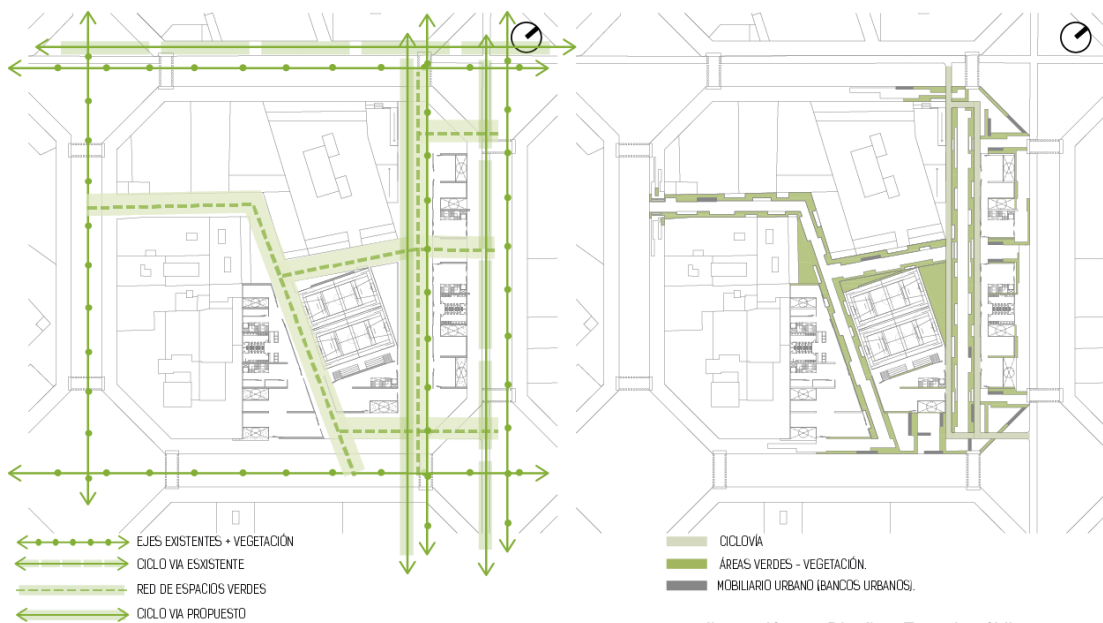 EJES EXISTENTES + VEGETACIÓN
CICLO VIA ESXISTENTE
RED DE ESPACIOS VERDES
CICLO VIA PROPUESTO
CICLOVÍA
ÁREAS VERDES - VEGETACIÓN.
MOBILIARIO URBANO (BANCOS URBANOS).